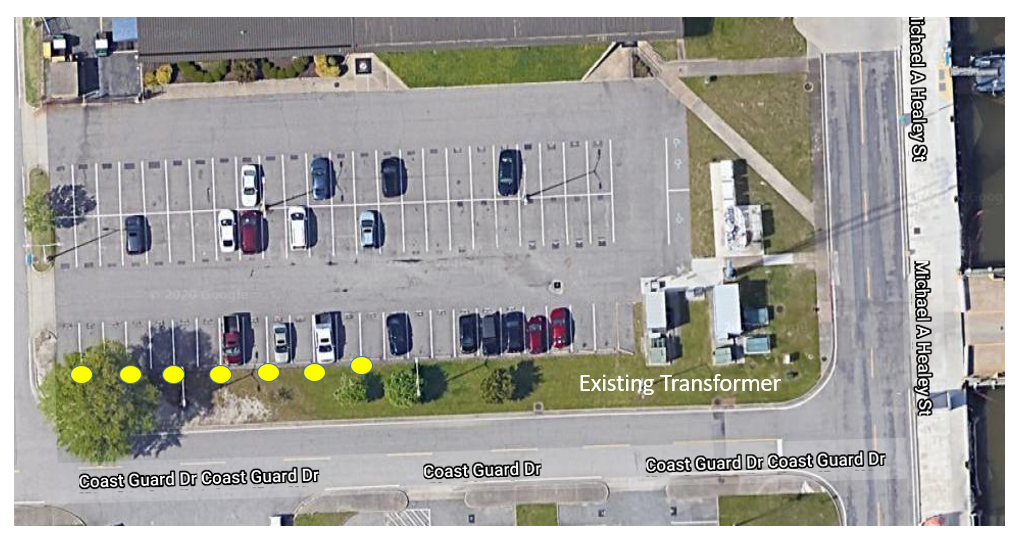 Michael A Healey St
Michael A Healey St
© 2020 Google
Existing Transformer
Coast Guard Dr Coast Guard Dr
Coast Guard Dr
Coast Guard Dr Coast Guard Dr